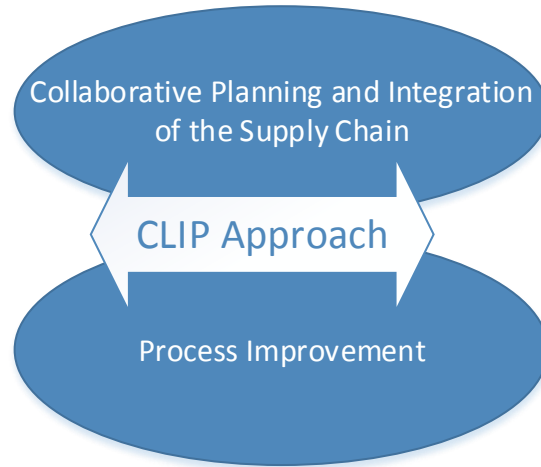 Collaborative Planning and Integration
of the Supply Chain
CLIP Approach
Process Improvement